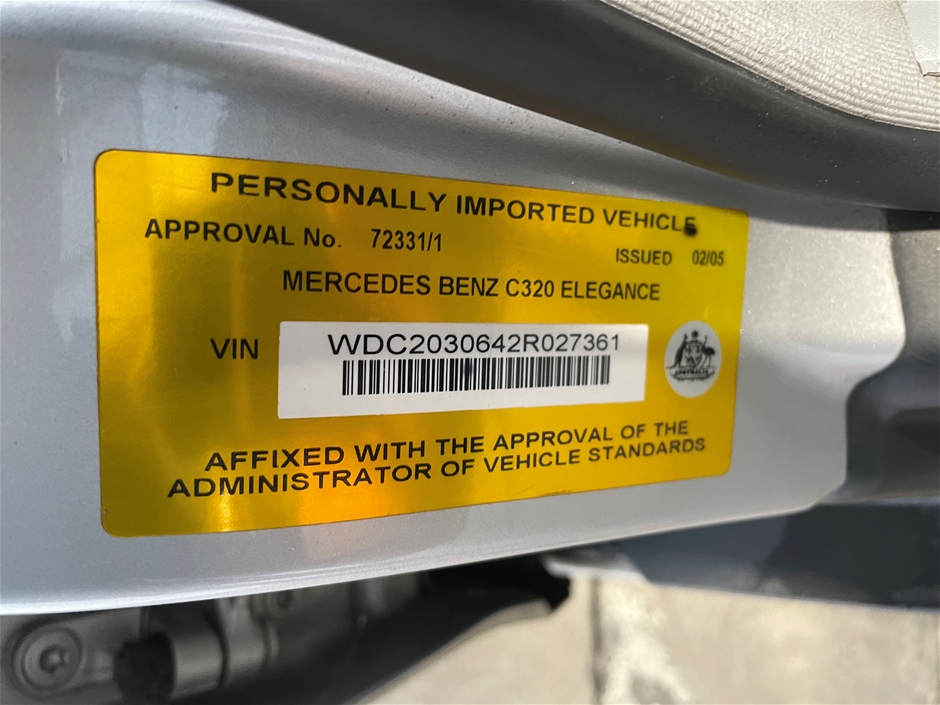 PERSONALLY IMPORTED VEHICLE
APPROVAL No. 72331/1
ISSUED 02/05
MERCEDES BENZ C320 ELEGANCE
VIN WDC2030642R027361
AUSTRALIA
AFFIXED WITH THE APPROVAL OF THE
ADMINISTRATOR OF VEHICLE STANDARDS